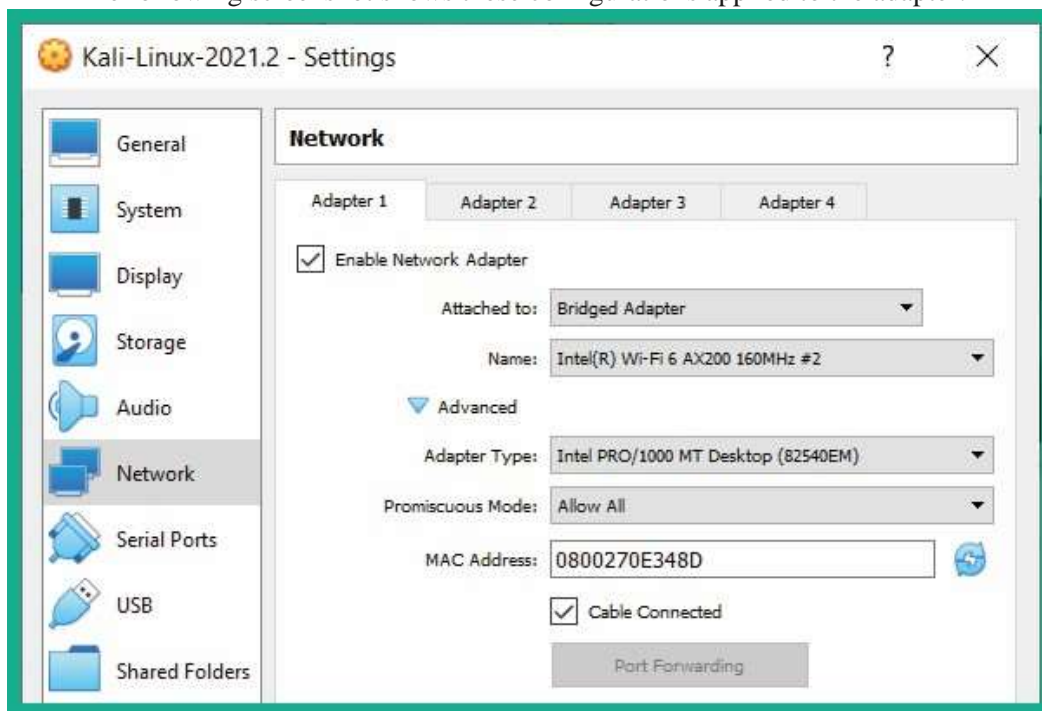 Kali-Linux-2021.2 - Settings ?
General
System
Display
Storage
Audio
Network
Serial Ports
USB
Shared Folders
Network
Adapter 1 Adapter 2 Adapter 3 Adapter 4
Enable Network Adapter
Attached to: Bridged Adapter
Name: Intel(R) Wi-Fi 6 AX200 160MHz #2
Advanced
Adapter Type: Intel PRO/1000 MT Desktop (82540EM)
Promiscuous Mode: Allow All
MAC Address: 0800270E348D
Cable Connected
Port Forwarding